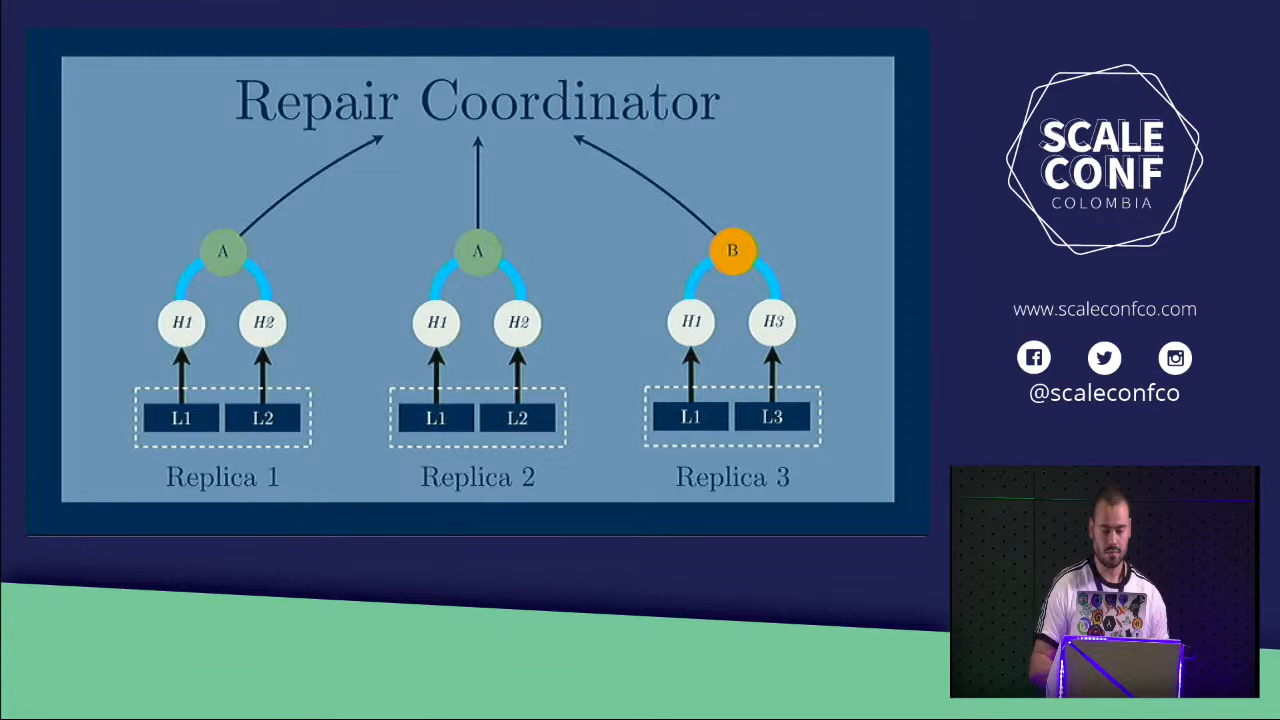 Repair Coordinator
A
A
B
H1
H2
H1
H2
H1
H3
L1
L2
L1
L2
L1
L3
Replica 1
Replica 2
Replica 3
SCALE
CONF
COLOMBIA
www.scaleconfco.com
@scaleconfco